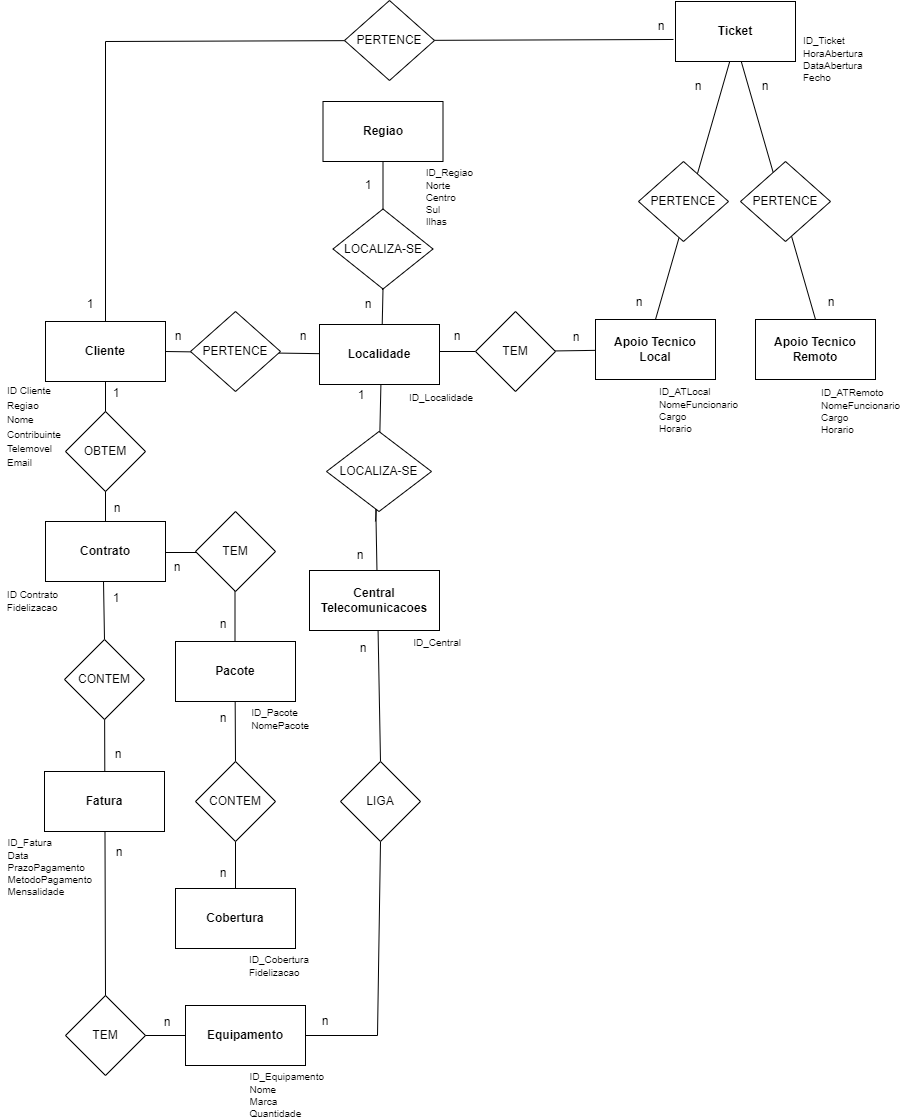 PERTENCE
n
Ticket
ID_Ticket
HoraAbertura
DataAbertura
Fecho
n
n
Regiao
ID_Regiao
Norte
Centro
Sul
Ilhas
1
PERTENCE
PERTENCE
LOCALIZA-SE
1
n
n
n
Cliente
n
PERTENCE
n
Localidade
n
TEM
n
Apoio Tecnico
Local
Apoio Tecnico
Remoto
ID Cliente
Regiao
Nome
Contribuinte
Telemovel
Email
1
1
ID_Localidade
ID_ATLocal
NomeFuncionario
Cargo
Horario
ID_ATRemoto
NomeFuncionario
Cargo
Horario
OBTEM
LOCALIZA-SE
n
Contrato
n
TEM
n
ID Contrato
Fidelizacao
1
n
Central
Telecomunicacoes
ID_Central
n
CONTEM
Pacote
ID_Pacote
NomePacote
n
n
Fatura
CONTEM
LIGA
ID_Fatura
Data
PrazoPagamento
MetodoPagamento
Mensalidade
n
n
Cobertura
ID_Cobertura
Fidelizacao
TEM
n
Equipamento
n
ID_Equipamento
Nome
Marca
Quantidade